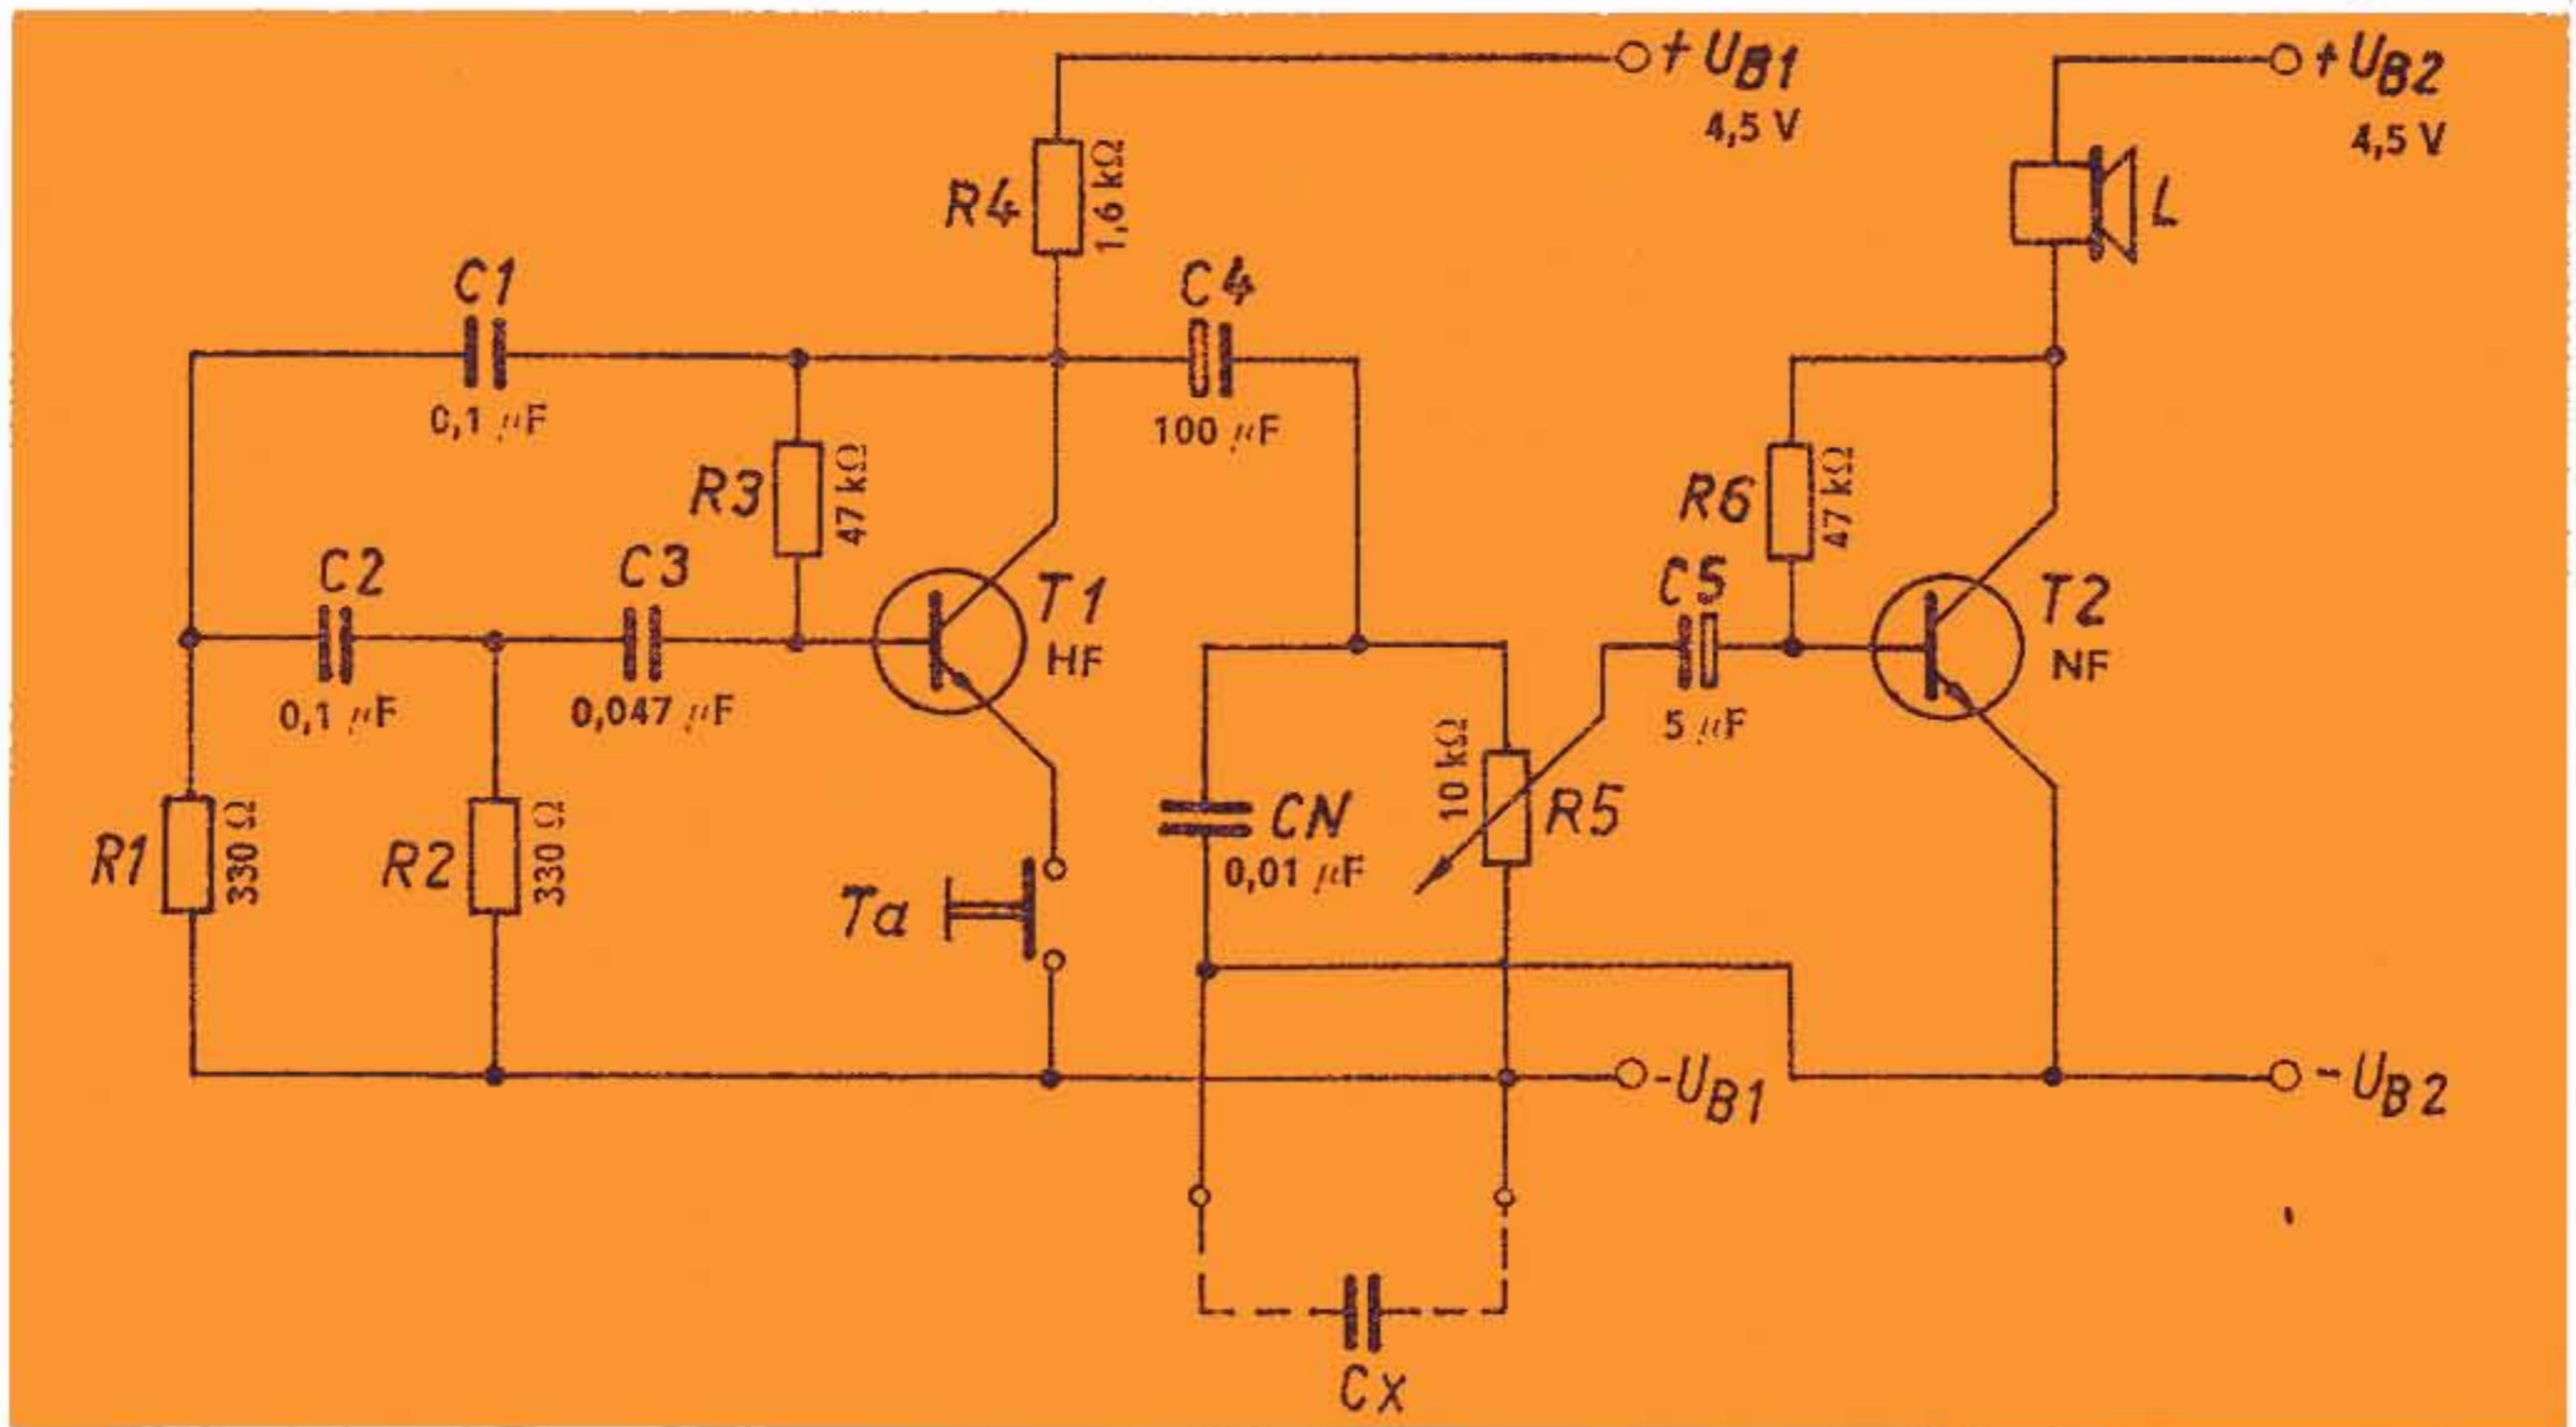 +UB1
4,5 V
+UB2
4,5 V
R4
1,6 kΩ
L
C1
0,1 µF
C4
100 µF
R3
47 kΩ
R6
47 kΩ
C2
0,1 µF
C3
0,047 µF
T1
HF
C5
5 µF
T2
NF
R1
330 Ω
R2
330 Ω
Ta
CN
0,01 µF
10 kΩ
R5
-UB1
-UB2
Cx